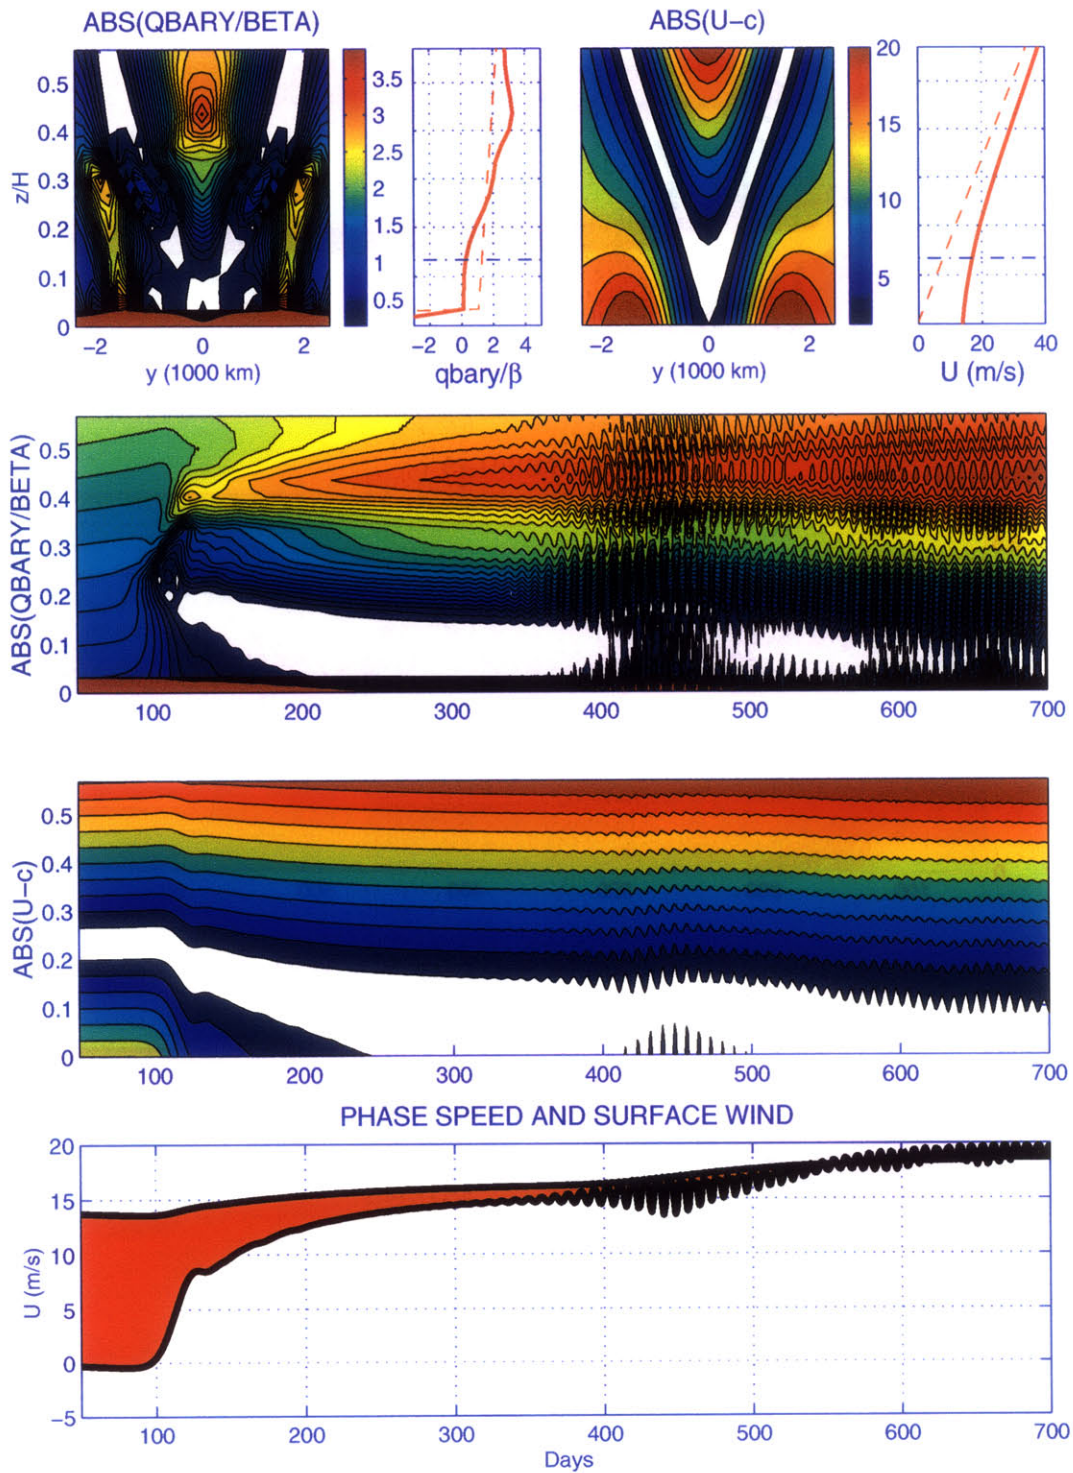 ABS(QBARY/BETA)
ABS(U−c)
z/H
0.5
0.4
0.3
0.2
0.1
0
−2 0 2
y (1000 km)
3.5
3
2.5
2
1.5
1
0.5
−2 0 2 4
qbary/β
−2 0 2
y (1000 km)
20
15
10
5
0 20 40
U (m/s)
ABS(QBARY/BETA)
0.5
0.4
0.3
0.2
0.1
0
100 200 300 400 500 600 700
ABS(U−c)
0.5
0.4
0.3
0.2
0.1
0
100 200 300 400 500 600 700
PHASE SPEED AND SURFACE WIND
U (m/s)
20
15
10
5
0
−5
100 200 300 400 500 600 700
Days